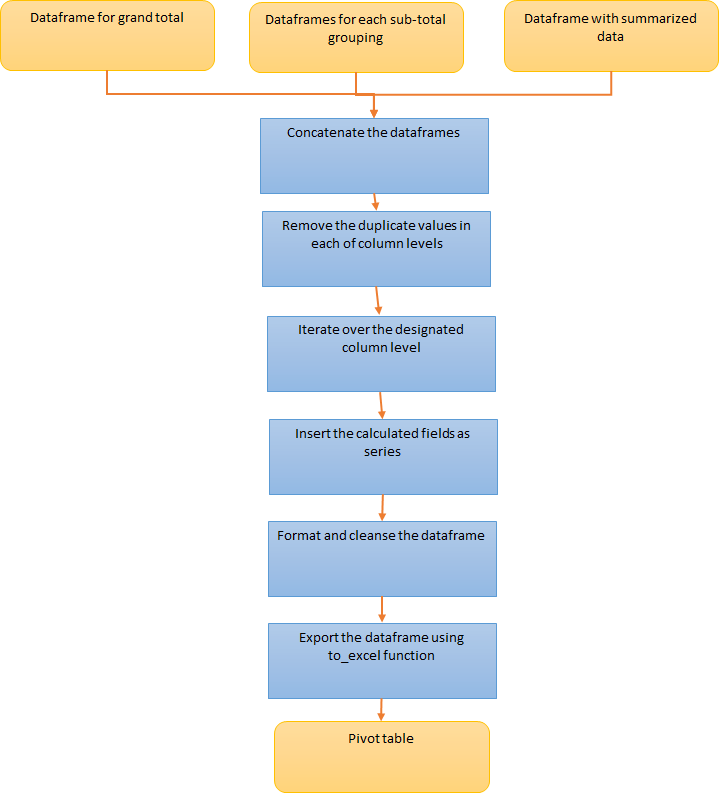 Dataframe for grand total
Dataframes for each sub-total
grouping
Dataframe with summarized
data
Concatenate the dataframes
Remove the duplicate values in
each of column levels
Iterate over the designated
column level
Insert the calculated fields as
series
Format and cleanse the dataframe
Export the dataframe using
to_excel function
Pivot table